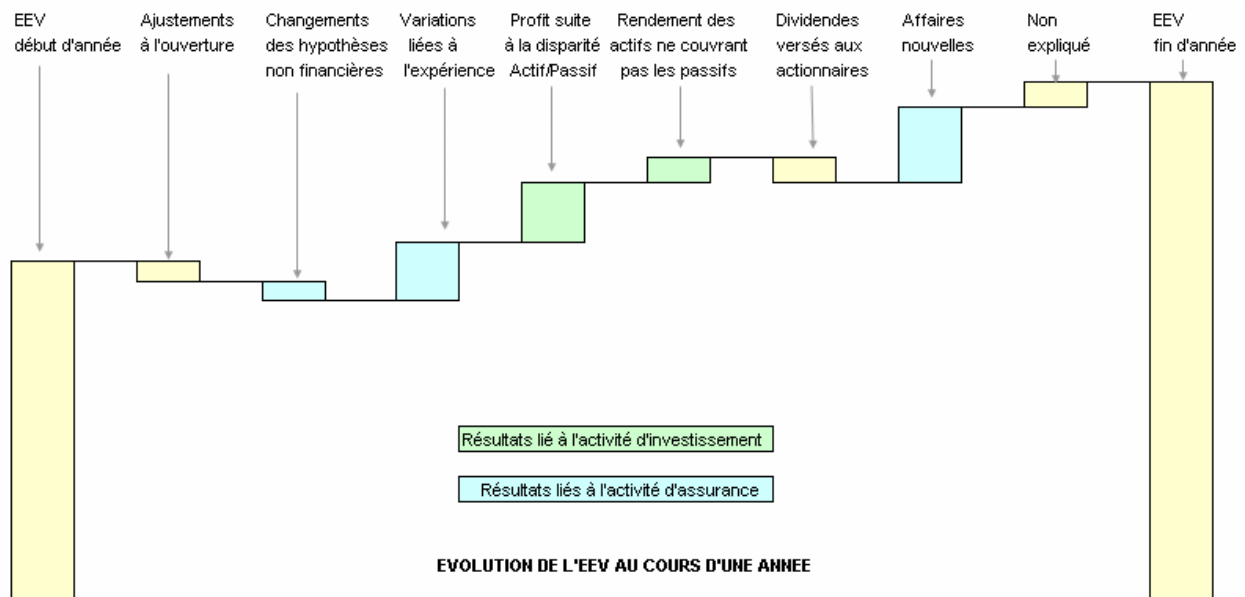 EEV
début d'année
Ajustements
à l'ouverture
Changements
des hypothèses
non financières
Variations
liées à
l'expérience
Profit suite
à la disparité
Actif/Passif
Rendement des
actifs ne couvrant
pas les passifs
Dividendes
versés aux
actionnaires
Affaires
nouvelles
Non
expliqué
EEV
fin d'année
Résultats lié à l'activité d'investissement
Résultats liés à l'activité d'assurance
EVOLUTION DE L'EEV AU COURS D'UNE ANNEE